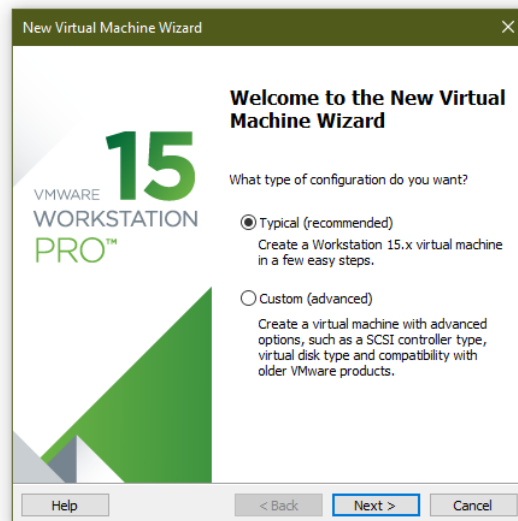 New Virtual Machine Wizard
VMWARE 15
WORKSTATION
PRO™
Welcome to the New Virtual
Machine Wizard
What type of configuration do you want?
Typical (recommended)
Create a Workstation 15.x virtual machine
in a few easy steps.
Custom (advanced)
Create a virtual machine with advanced
options, such as a SCSI controller type,
virtual disk type and compatibility with
older VMware products.
Help < Back Next > Cancel